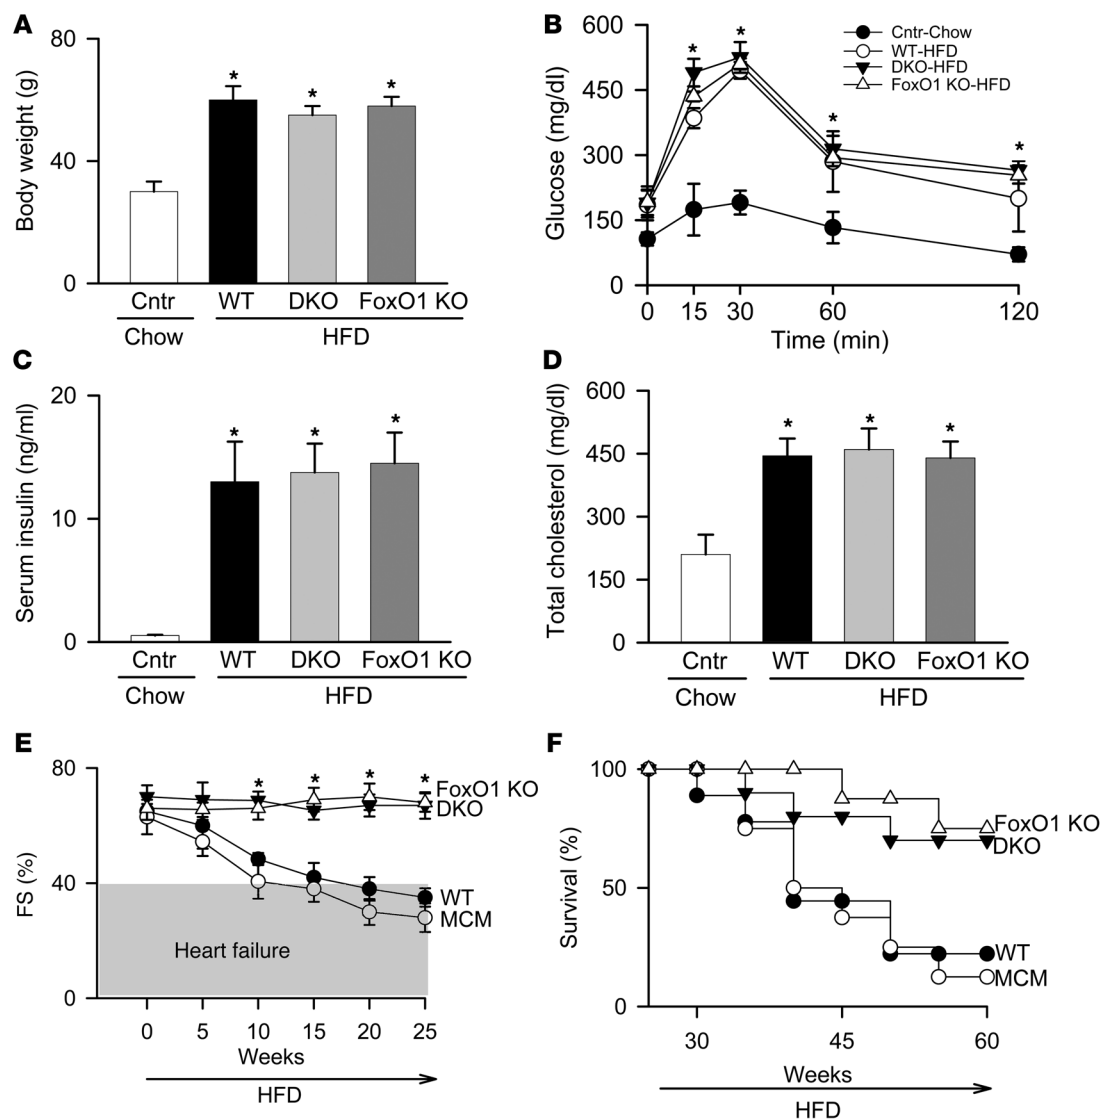 A
Body weight (g)
80
40
0
* * *
Cntr WT DKO FoxO1 KO
Chow HFD
B
Glucose (mg/dl)
600
450
300
150
0
* * * *
Cntr-Chow
WT-HFD
DKO-HFD
FoxO1 KO-HFD
0 15 30 60 120
Time (min)
C
Serum insulin (ng/ml)
20
10
0
* * *
Cntr WT DKO FoxO1 KO
Chow HFD
D
Total cholesterol (mg/dl)
600
450
300
150
0
* * *
Cntr WT DKO FoxO1 KO
Chow HFD
E
FS (%)
80
40
0
* * * *
FoxO1 KO
DKO
WT
MCM
Heart failure
0 5 10 15 20 25
Weeks
HFD
F
Survival (%)
100
50
0
FoxO1 KO
DKO
WT
MCM
30 45 60
Weeks
HFD